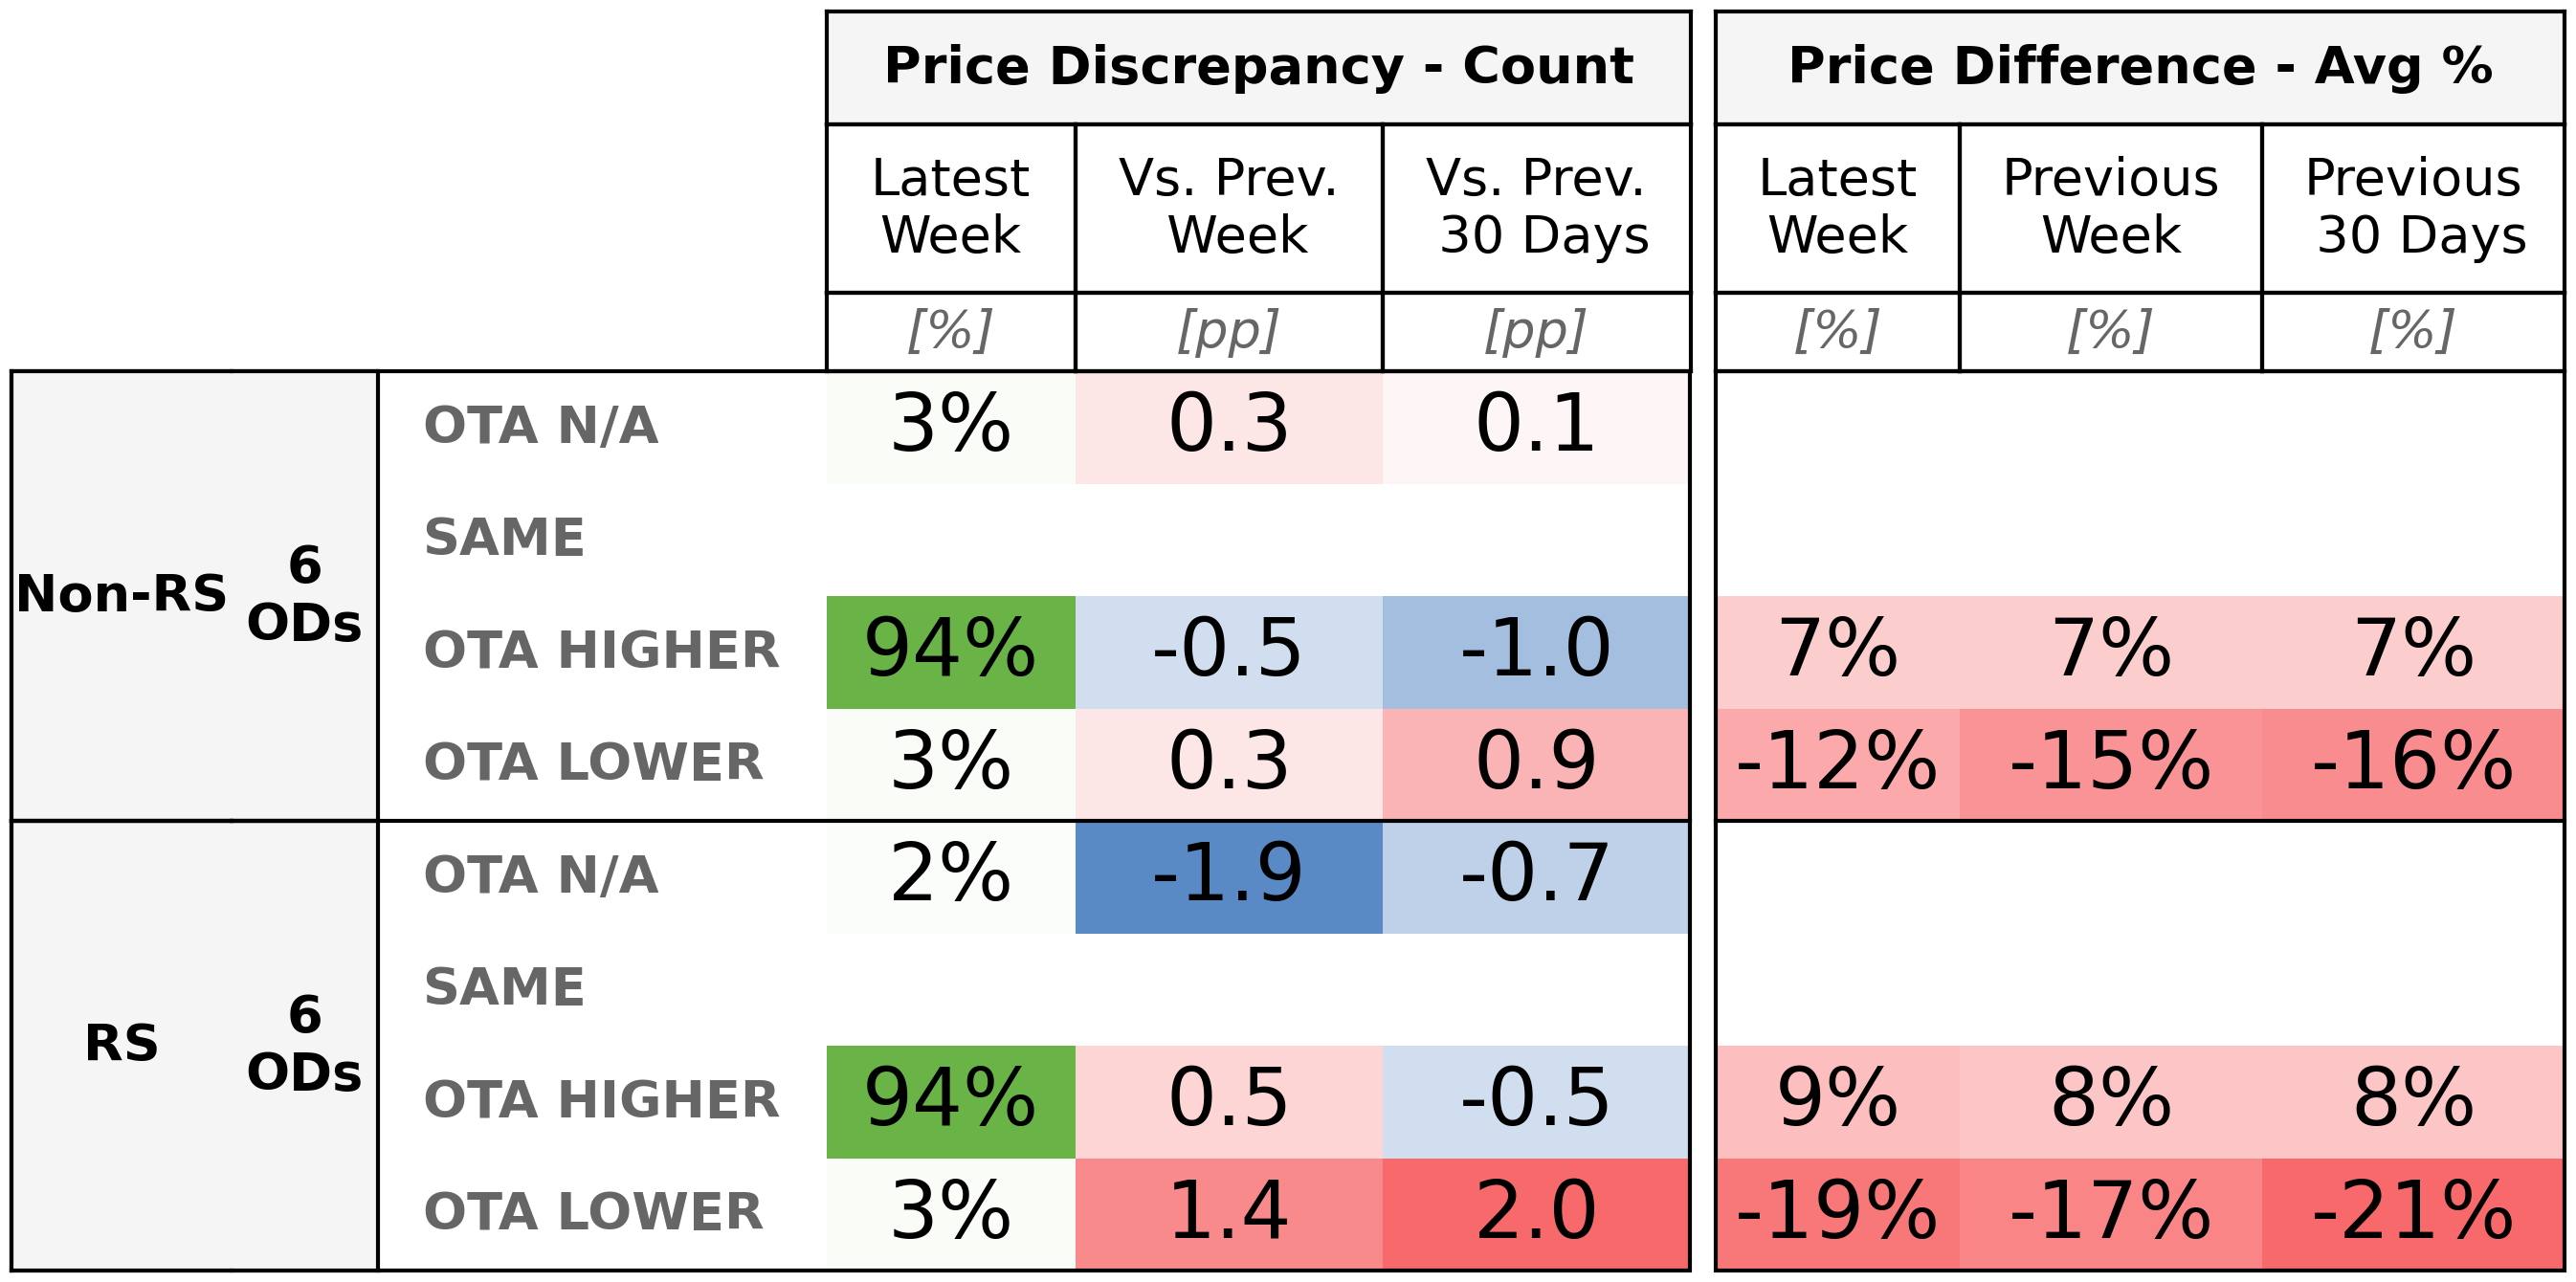 Price Discrepancy - Count
Price Difference - Avg %
Latest Week
Vs. Prev. Week
Vs. Prev. 30 Days
Latest Week
Previous Week
Previous 30 Days
[%] [pp] [pp] [%] [%] [%]
Non-RS
6 ODs
OTA N/A 3% 0.3 0.1
SAME
OTA HIGHER 94% -0.5 -1.0 7% 7% 7%
OTA LOWER 3% 0.3 0.9 -12% -15% -16%
RS
6 ODs
OTA N/A 2% -1.9 -0.7
SAME
OTA HIGHER 94% 0.5 -0.5 9% 8% 8%
OTA LOWER 3% 1.4 2.0 -19% -17% -21%